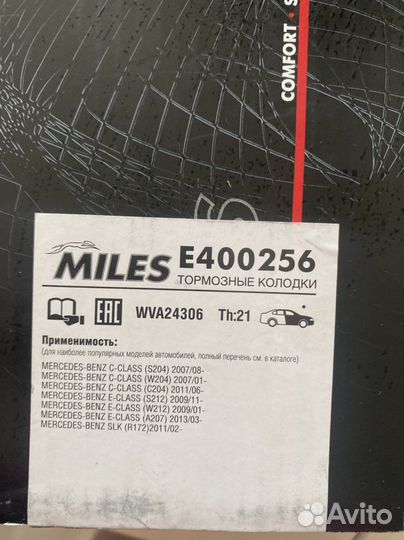 COMFORT • S
MILES E400256
ТОРМОЗНЫЕ КОЛОДКИ
EAC WVA24306 Th:21
Применимость:
(для наиболее популярных моделей автомобилей, полный перечень см. в каталоге)
MERCEDES-BENZ C-CLASS (S204) 2007/08-
MERCEDES-BENZ C-CLASS (W204) 2007/01-
MERCEDES-BENZ C-CLASS (C204) 2011/06-
MERCEDES-BENZ E-CLASS (S212) 2009/11-
MERCEDES-BENZ E-CLASS (W212) 2009/01-
MERCEDES-BENZ E-CLASS (A207) 2013/03-
MERCEDES-BENZ SLK (R172)2011/02-
Avito